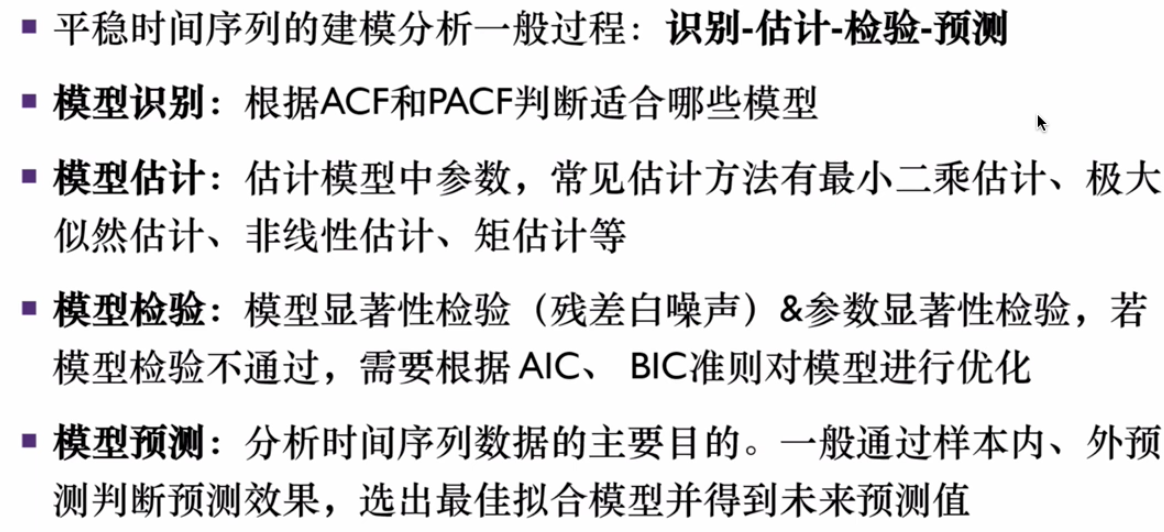 ▪ 平稳时间序列的建模分析一般过程：识别-估计-检验-预测
▪ 模型识别：根据ACF和PACF判断适合哪些模型
▪ 模型估计：估计模型中参数，常见估计方法有最小二乘估计、极大
似然估计、非线性估计、矩估计等
▪ 模型检验：模型显著性检验（残差白噪声）&参数显著性检验，若
模型检验不通过，需要根据 AIC、 BIC准则对模型进行优化
▪ 模型预测：分析时间序列数据的主要目的。一般通过样本内、外预
测判断预测效果，选出最佳拟合模型并得到未来预测值